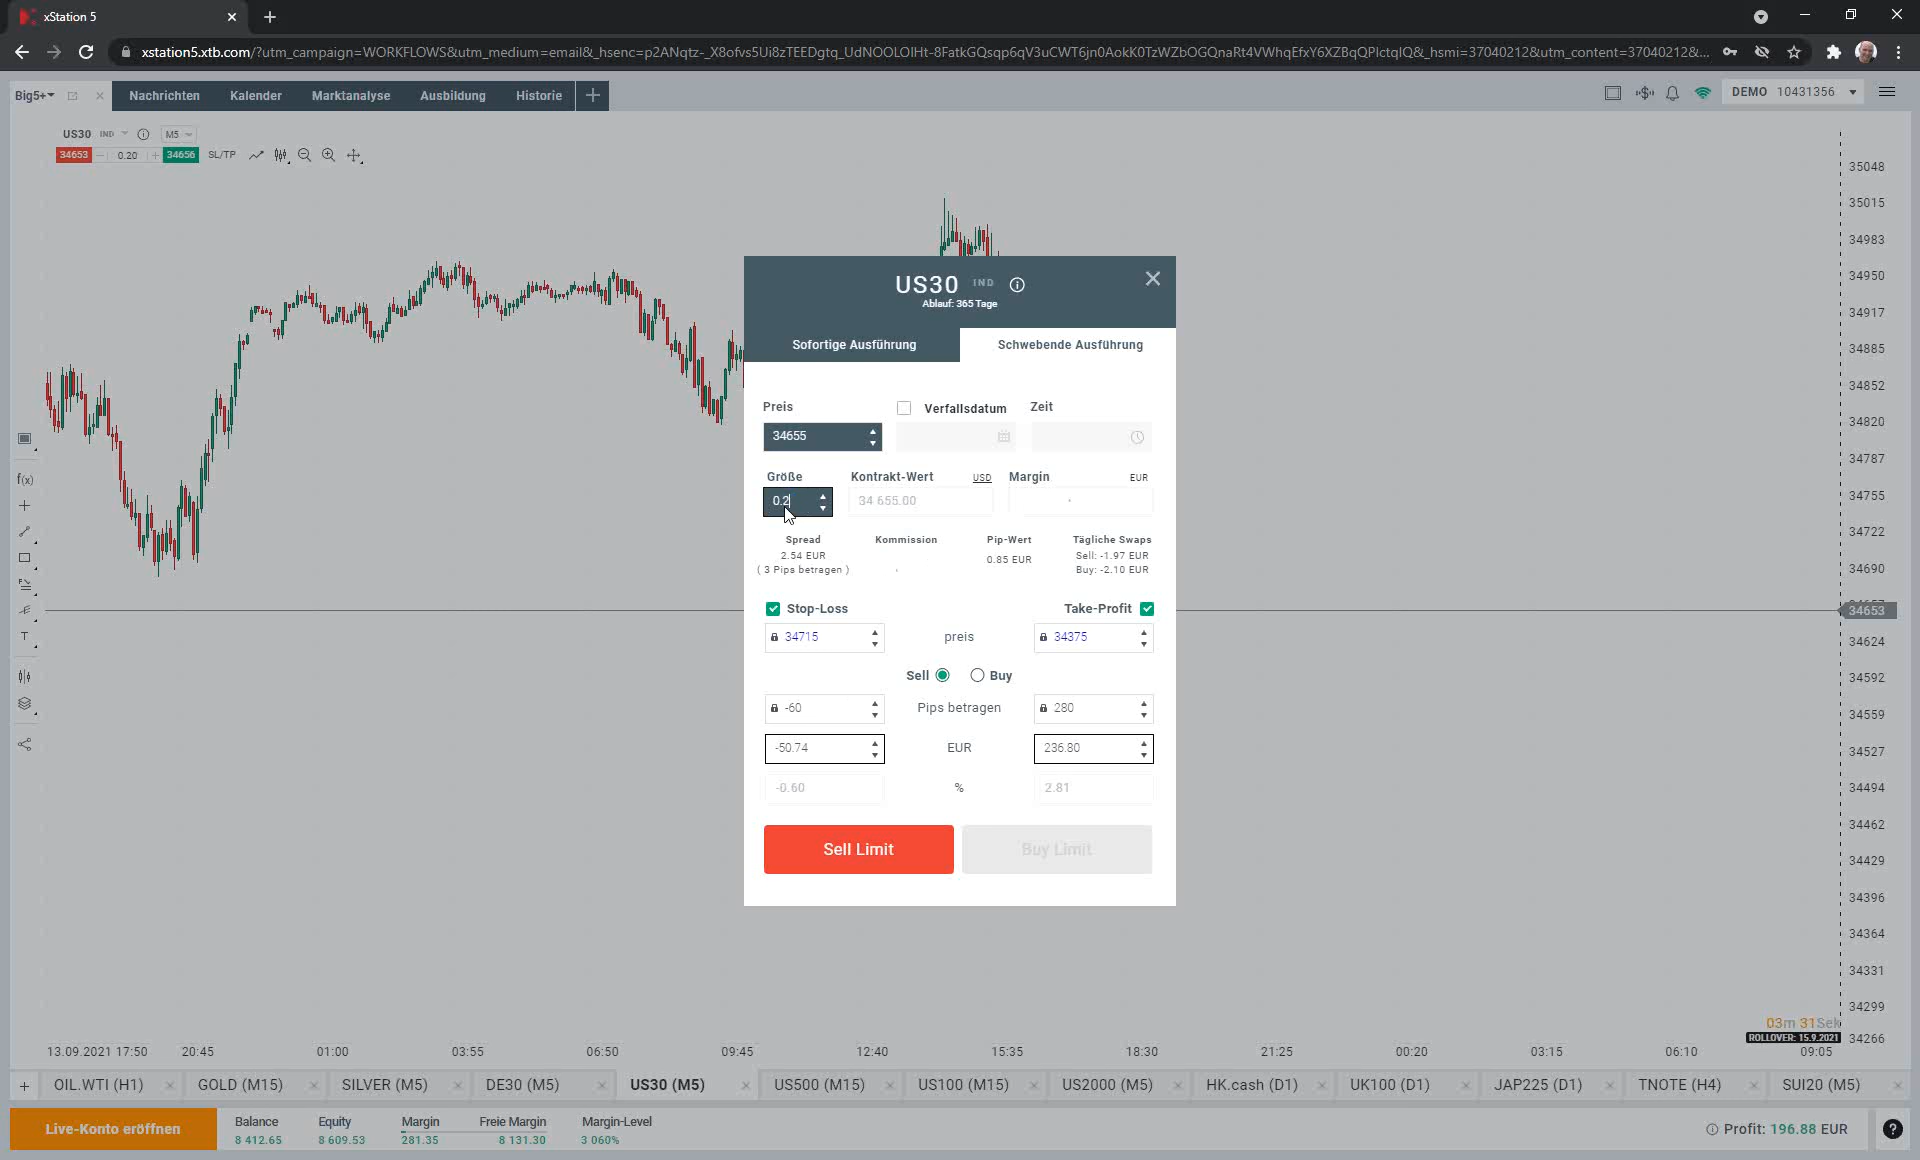 xStation 5
xstation5.xtb.com/?utm_campaign=WORKFLOWS&utm_medium=email&_hsenc=p2ANqtz-_X8ofvs5Ui8zTEEDgtq_UdNOOLOIHt-8FatkGQsqp6qV3uCWT6jn0AokK0TzWZbOGQnaRt4VWhqEfxY6XZBqQPIctqIQ&_hsmi=37040212&utm_content=37040212&...
Big5+ Nachrichten Kalender Marktanalyse Ausbildung Historie DEMO 10431356
US30 IND M5
34653 0.20 34656 SL/TP
35048
35015
34983
34950
34917
34885
34852
34820
34787
34755
34722
34690
34653
34624
34592
34559
34527
34494
34462
34429
34396
34364
34331
34299
34266
f(x)
T
US30 IND
Ablauf: 365 Tage
Sofortige Ausführung Schwebende Ausführung
Preis Verfallsdatum Zeit
34655
Größe Kontrakt-Wert USD Margin EUR
0.2 34 655.00
Spread Kommission Pip-Wert Tägliche Swaps
2.54 EUR 0.85 EUR Sell: -1.97 EUR
( 3 Pips betragen ) Buy: -2.10 EUR
Stop-Loss Take-Profit
34715 preis 34375
Sell Buy
-60 Pips betragen 280
-50.74 EUR 236.80
-0.60 % 2.81
Sell Limit Buy Limit
03m 31Sek
ROLLOVER: 15.9.2021
13.09.2021 17:50 20:45 01:00 03:55 06:50 09:45 12:40 15:35 18:30 21:25 00:20 03:15 06:10 09:05
OIL.WTI (H1) GOLD (M15) SILVER (M5) DE30 (M5) US30 (M5) US500 (M15) US100 (M15) US2000 (M5) HK.cash (D1) UK100 (D1) JAP225 (D1) TNOTE (H4) SUI20 (M5)
Live-Konto eröffnen
Balance Equity Margin Freie Margin Margin-Level
8 412.65 8 609.53 281.35 8 131.30 3 060%
Profit: 196.88 EUR